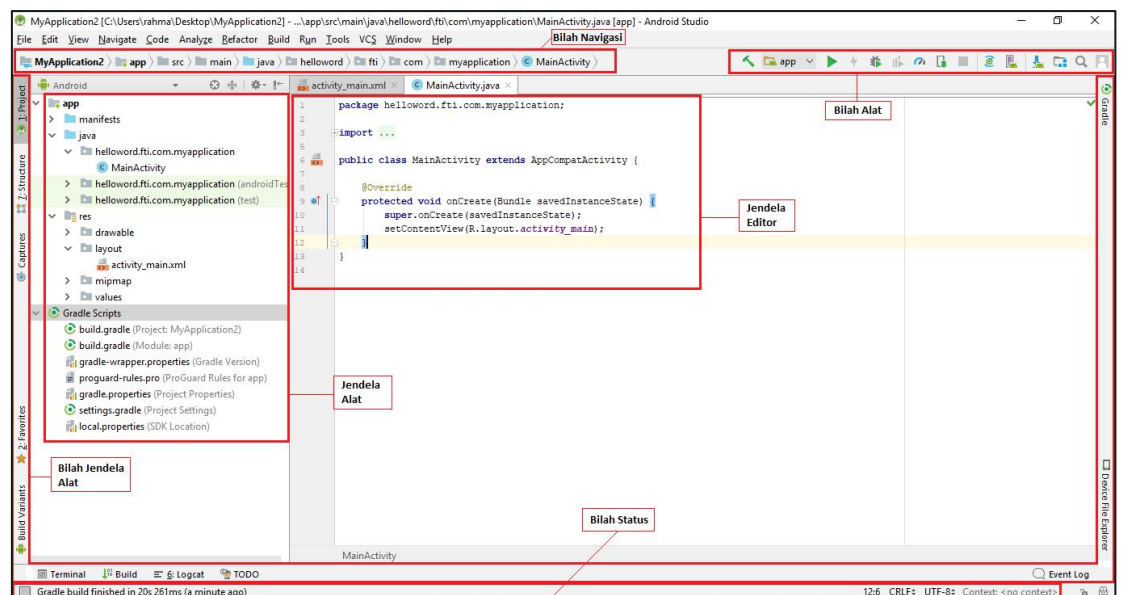 MyApplication2 [C:\Users\rahma\Desktop\MyApplication2] - ...\app\src\main\java\helloword\fti\com\myapplication\MainActivity.java [app] - Android Studio
File Edit View Navigate Code Analyze Refactor Build Run Tools VCS Window Help
Bilah Navigasi
MyApplication2 app src main java helloword fti com myapplication MainActivity
app
Bilah Alat
1: Project
7: Structure
Captures
2: Favorites
Build Variants
Android
app
manifests
java
helloword.fti.com.myapplication
MainActivity
helloword.fti.com.myapplication (androidTes
helloword.fti.com.myapplication (test)
res
drawable
layout
activity_main.xml
mipmap
values
Gradle Scripts
build.gradle (Project: MyApplication2)
build.gradle (Module: app)
gradle-wrapper.properties (Gradle Version)
proguard-rules.pro (ProGuard Rules for app)
gradle.properties (Project Properties)
settings.gradle (Project Settings)
local.properties (SDK Location)
Jendela
Alat
Bilah Jendela
Alat
activity_main.xml MainActivity.java
1 package helloword.fti.com.myapplication;
2
3 import ...
5
6 public class MainActivity extends AppCompatActivity {
7
8 @Override
9 protected void onCreate(Bundle savedInstanceState) {
10 super.onCreate(savedInstanceState);
11 setContentView(R.layout.activity_main);
12 }
13 }
14
Jendela
Editor
Bilah Status
MainActivity
Gradle
Device File Explorer
Terminal Build 6: Logcat TODO Event Log
Gradle build finished in 20s 261ms (a minute ago) 12:6 CRLF: UTF-8: Context: <no context>